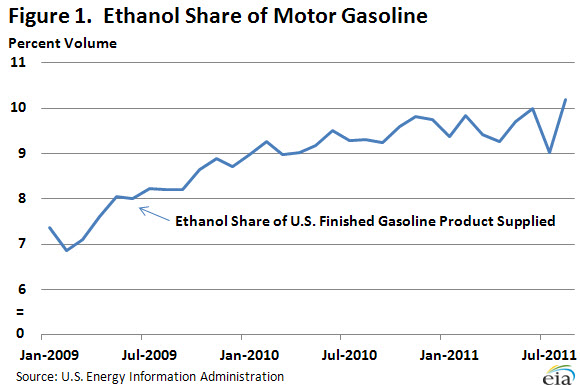 Figure 1.  Ethanol Share of Motor Gasoline
Percent Volume
11
10
9
8
Ethanol Share of U.S. Finished Gasoline Product Supplied
7
6
=
0
Jan-2009 Jul-2009 Jan-2010 Jul-2010 Jan-2011 Jul-2011
Source: U.S. Energy Information Administration
eia